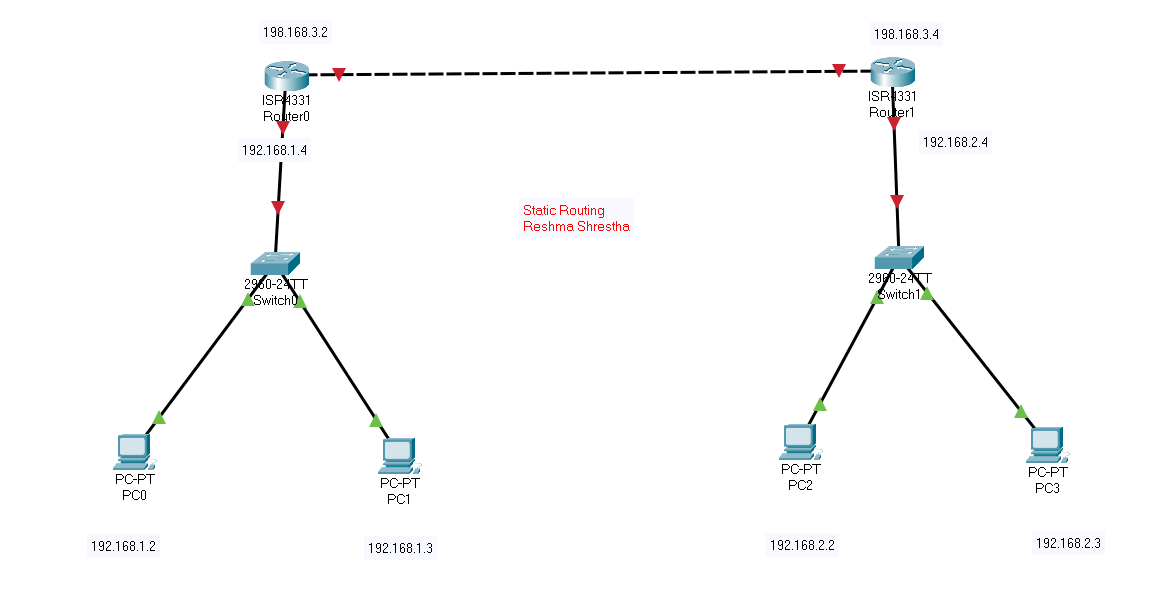 198.168.3.2
198.168.3.4
ISR4331
Router0
ISR4331
Router1
192.168.1.4
192.168.2.4
Static Routing
Reshma Shrestha
2960-24TT
Switch0
2960-24TT
Switch1
PC-PT
PC0
PC-PT
PC1
PC-PT
PC2
PC-PT
PC3
192.168.1.2
192.168.1.3
192.168.2.2
192.168.2.3